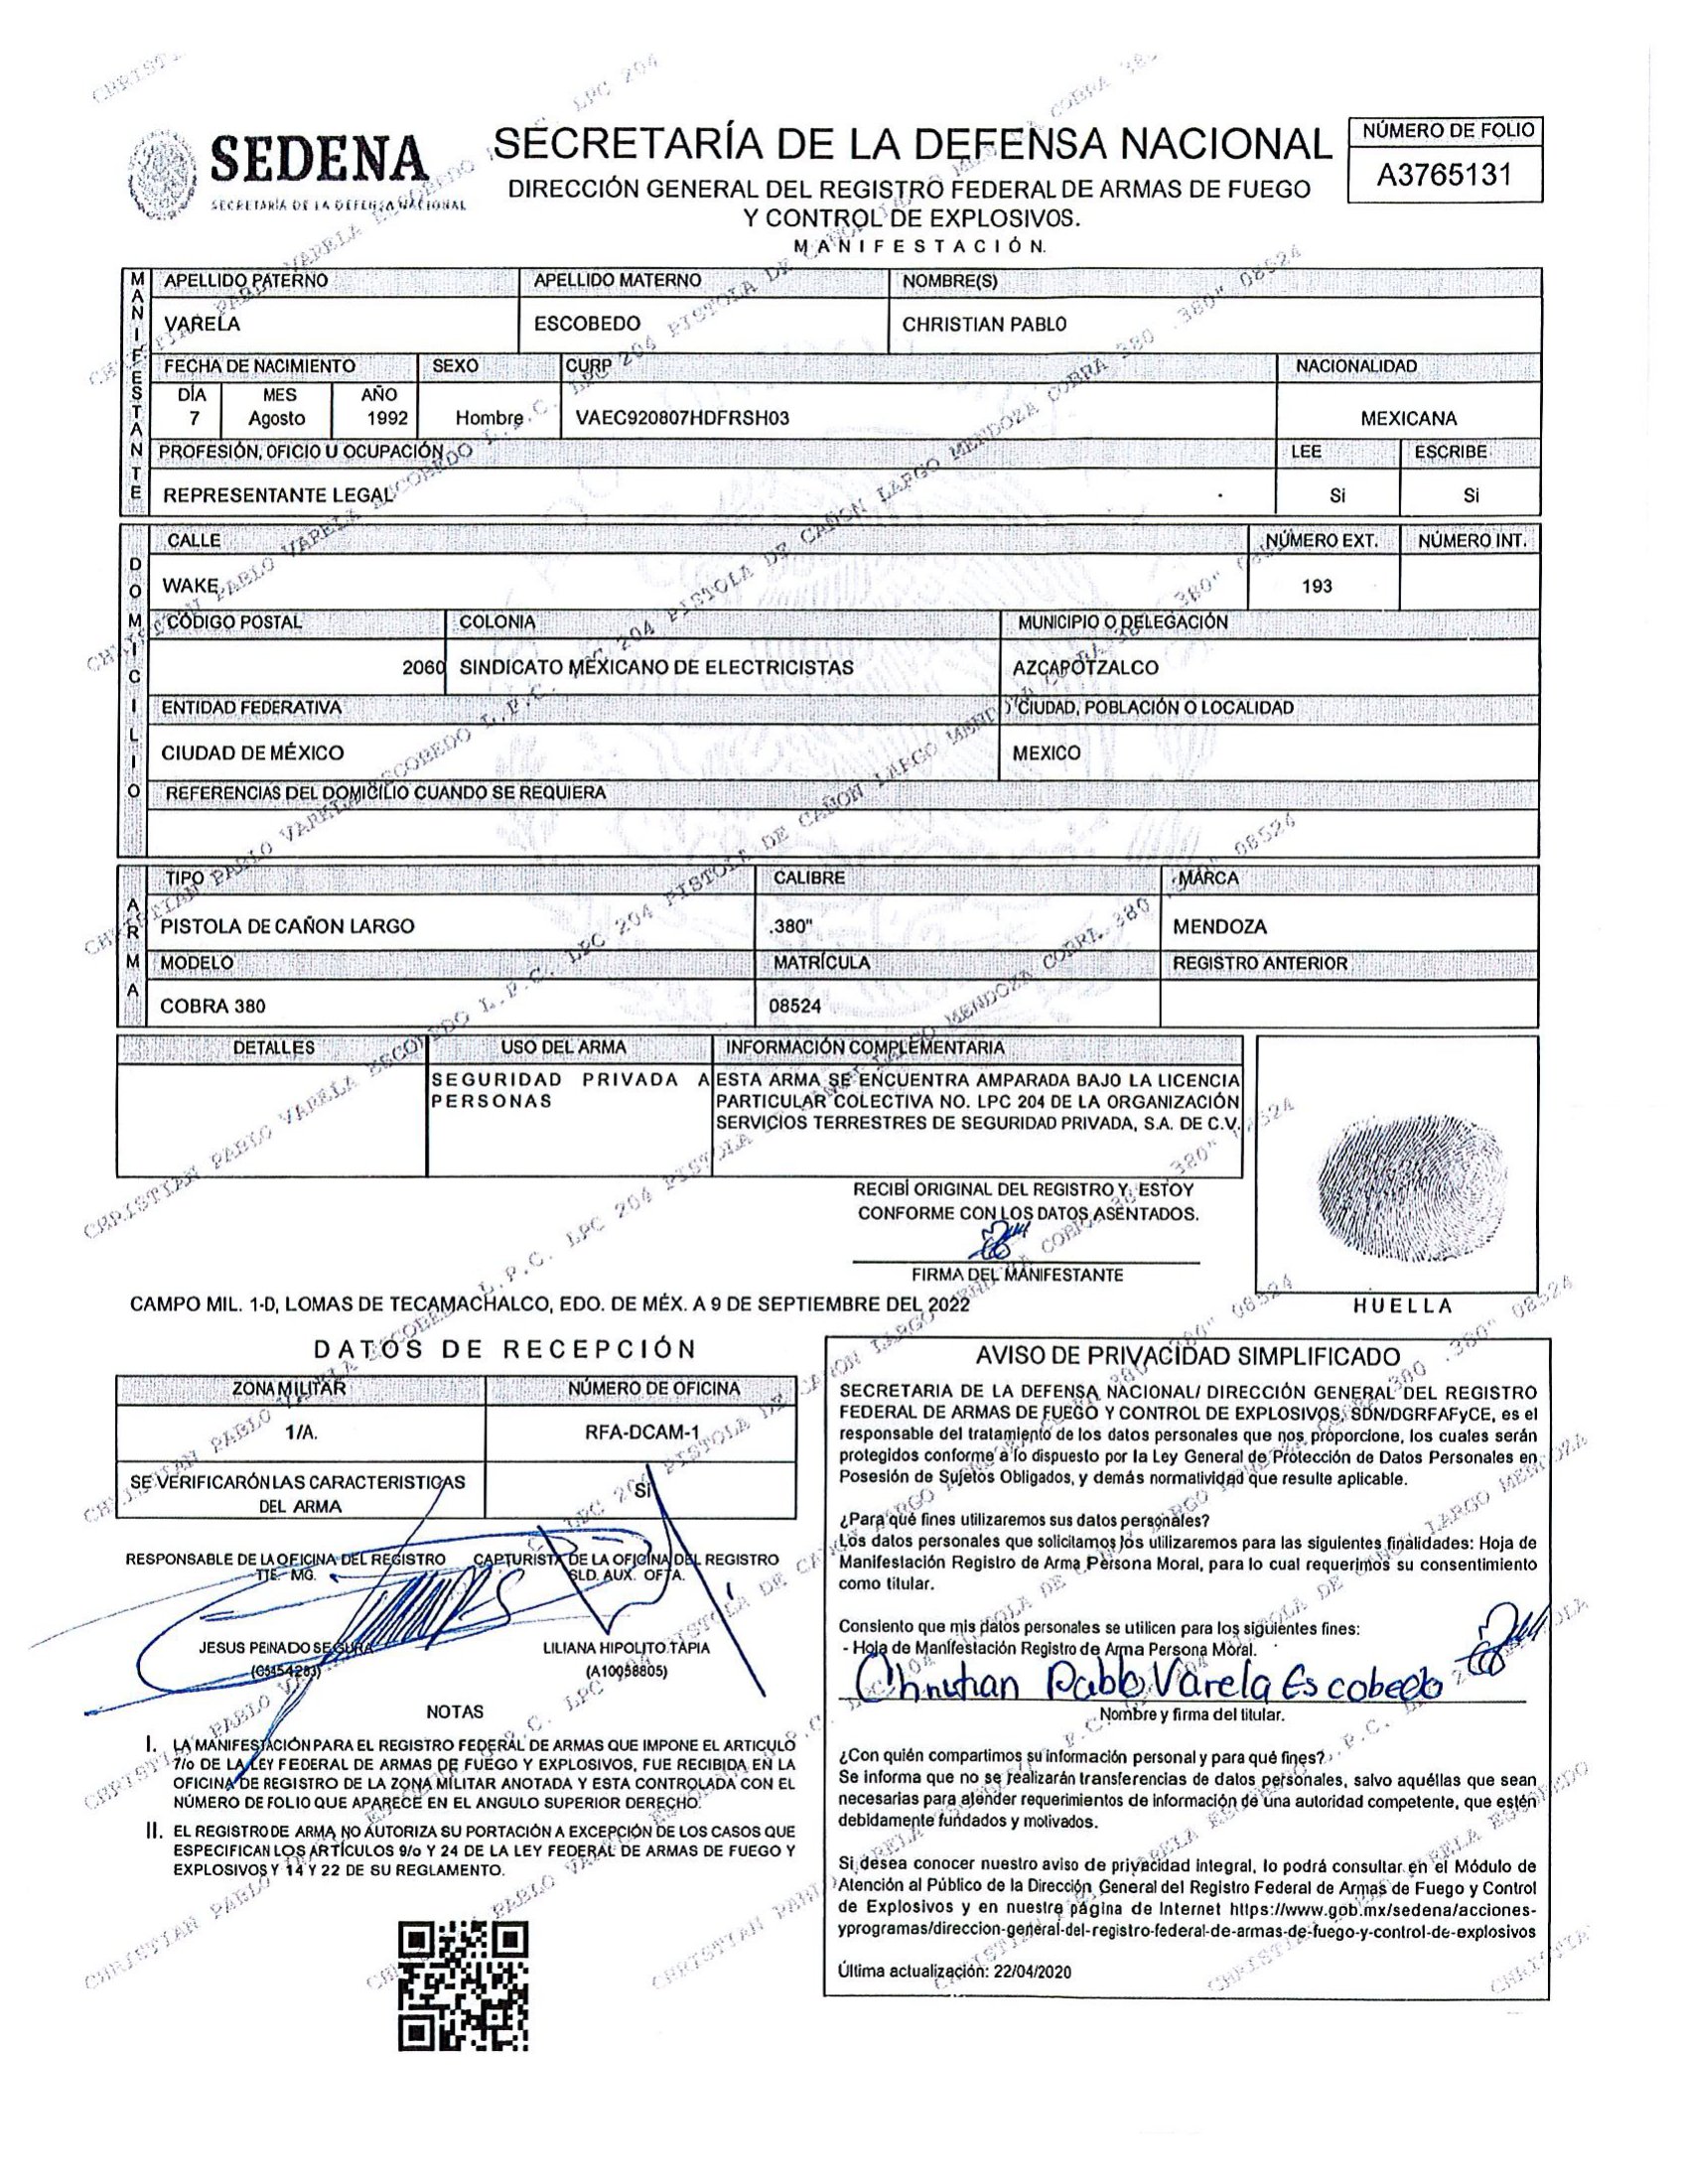 SEDENA
SECRETARÍA DE LA DEFENSA NACIONAL
SECRETARÍA DE LA DEFENSA NACIONAL
DIRECCIÓN GENERAL DEL REGISTRO FEDERAL DE ARMAS DE FUEGO
Y CONTROL DE EXPLOSIVOS.
MANIFESTACIÓN.
NÚMERO DE FOLIO
A3765131
MANIFESTANTE
APELLIDO PATERNO APELLIDO MATERNO NOMBRE(S)
VARELA ESCOBEDO CHRISTIAN PABLO
FECHA DE NACIMIENTO SEXO CURP NACIONALIDAD
DÍA MES AÑO
7 Agosto 1992 Hombre VAEC920807HDFRSH03 MEXICANA
PROFESIÓN, OFICIO U OCUPACIÓN LEE ESCRIBE
REPRESENTANTE LEGAL Si Si
DOMICILIO
CALLE NÚMERO EXT. NÚMERO INT.
WAKE 193
CÓDIGO POSTAL COLONIA MUNICIPIO O DELEGACIÓN
2060 SINDICATO MEXICANO DE ELECTRICISTAS AZCAPOTZALCO
ENTIDAD FEDERATIVA CIUDAD, POBLACIÓN O LOCALIDAD
CIUDAD DE MÉXICO MEXICO
REFERENCIAS DEL DOMICILIO CUANDO SE REQUIERA
ARMA
TIPO CALIBRE MARCA
PISTOLA DE CAÑON LARGO .380" MENDOZA
MODELO MATRÍCULA REGISTRO ANTERIOR
COBRA 380 08524
DETALLES USO DEL ARMA INFORMACIÓN COMPLEMENTARIA
SEGURIDAD PRIVADA A
PERSONAS
ESTA ARMA SE ENCUENTRA AMPARADA BAJO LA LICENCIA
PARTICULAR COLECTIVA NO. LPC 204 DE LA ORGANIZACIÓN
SERVICIOS TERRESTRES DE SEGURIDAD PRIVADA, S.A. DE C.V.
RECIBÍ ORIGINAL DEL REGISTRO Y ESTOY
CONFORME CON LOS DATOS ASENTADOS.
FIRMA DEL MANIFESTANTE
HUELLA
CAMPO MIL. 1-D, LOMAS DE TECAMACHALCO, EDO. DE MÉX. A 9 DE SEPTIEMBRE DEL 2022
DATOS DE RECEPCIÓN
ZONA MILITAR NÚMERO DE OFICINA
1/A. RFA-DCAM-1
SE VERIFICARÓN LAS CARACTERISTICAS
DEL ARMA
Si
RESPONSABLE DE LA OFICINA DEL REGISTRO CAPTURISTA DE LA OFICINA DEL REGISTRO
TTE. MG. SLD. AUX. OFTA.
JESUS PEINADO SEGURA LILIANA HIPOLITO TAPIA
(C5454283) (A10058805)
NOTAS
I. LA MANIFESTACIÓN PARA EL REGISTRO FEDERAL DE ARMAS QUE IMPONE EL ARTICULO
7/o DE LA LEY FEDERAL DE ARMAS DE FUEGO Y EXPLOSIVOS, FUE RECIBIDA EN LA
OFICINA DE REGISTRO DE LA ZONA MILITAR ANOTADA Y ESTA CONTROLADA CON EL
NÚMERO DE FOLIO QUE APARECE EN EL ANGULO SUPERIOR DERECHO.
II. EL REGISTRO DE ARMA NO AUTORIZA SU PORTACIÓN A EXCEPCIÓN DE LOS CASOS QUE
ESPECIFICAN LOS ARTÍCULOS 9/o Y 24 DE LA LEY FEDERAL DE ARMAS DE FUEGO Y
EXPLOSIVOS Y 14 Y 22 DE SU REGLAMENTO.
AVISO DE PRIVACIDAD SIMPLIFICADO
SECRETARIA DE LA DEFENSA NACIONAL/ DIRECCIÓN GENERAL DEL REGISTRO
FEDERAL DE ARMAS DE FUEGO Y CONTROL DE EXPLOSIVOS, SDN/DGRFAFyCE, es el
responsable del tratamiento de los datos personales que nos proporcione, los cuales serán
protegidos conforme a lo dispuesto por la Ley General de Protección de Datos Personales en
Posesión de Sujetos Obligados, y demás normatividad que resulte aplicable.
¿Para qué fines utilizaremos sus datos personales?
Los datos personales que solicitamos los utilizaremos para las siguientes finalidades: Hoja de
Manifestación Registro de Arma Persona Moral, para lo cual requerimos su consentimiento
como titular.
Consiento que mis datos personales se utilicen para los siguientes fines:
- Hoja de Manifestación Registro de Arma Persona Moral.
Christian Pablo Varela Escobedo
Nombre y firma del titular.
¿Con quién compartimos su información personal y para qué fines?
Se informa que no se realizarán transferencias de datos personales, salvo aquéllas que sean
necesarias para atender requerimientos de información de una autoridad competente, que estén
debidamente fundados y motivados.
Si desea conocer nuestro aviso de privacidad integral, lo podrá consultar en el Módulo de
Atención al Público de la Dirección General del Registro Federal de Armas de Fuego y Control
de Explosivos y en nuestra página de Internet https://www.gob.mx/sedena/acciones-
yprogramas/direccion-general-del-registro-federal-de-armas-de-fuego-y-control-de-explosivos
Última actualización: 22/04/2020